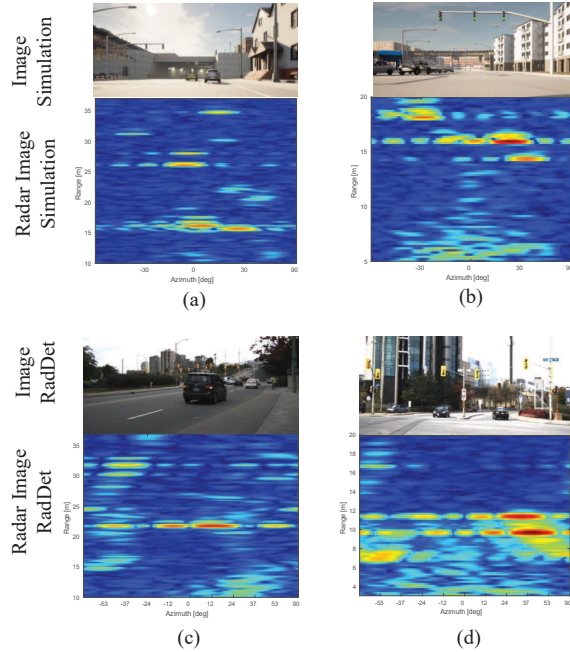 Image
Simulation
Radar Image
Simulation
Range [m]
35
30
25
20
15
10
-30
0
30
90
Azimuth [deg]
(a)
Range [m]
20
15
10
5
-30
0
30
90
Azimuth [deg]
(b)
Image
RadDet
Radar Image
RadDet
Range [m]
35
30
25
20
15
10
-53
-37
-24
-12
0
12
24
37
53
90
Azimuth [deg]
(c)
Range [m]
20
18
16
14
12
10
8
6
4
-53
-37
-24
-12
0
12
24
37
53
90
Azimuth [deg]
(d)